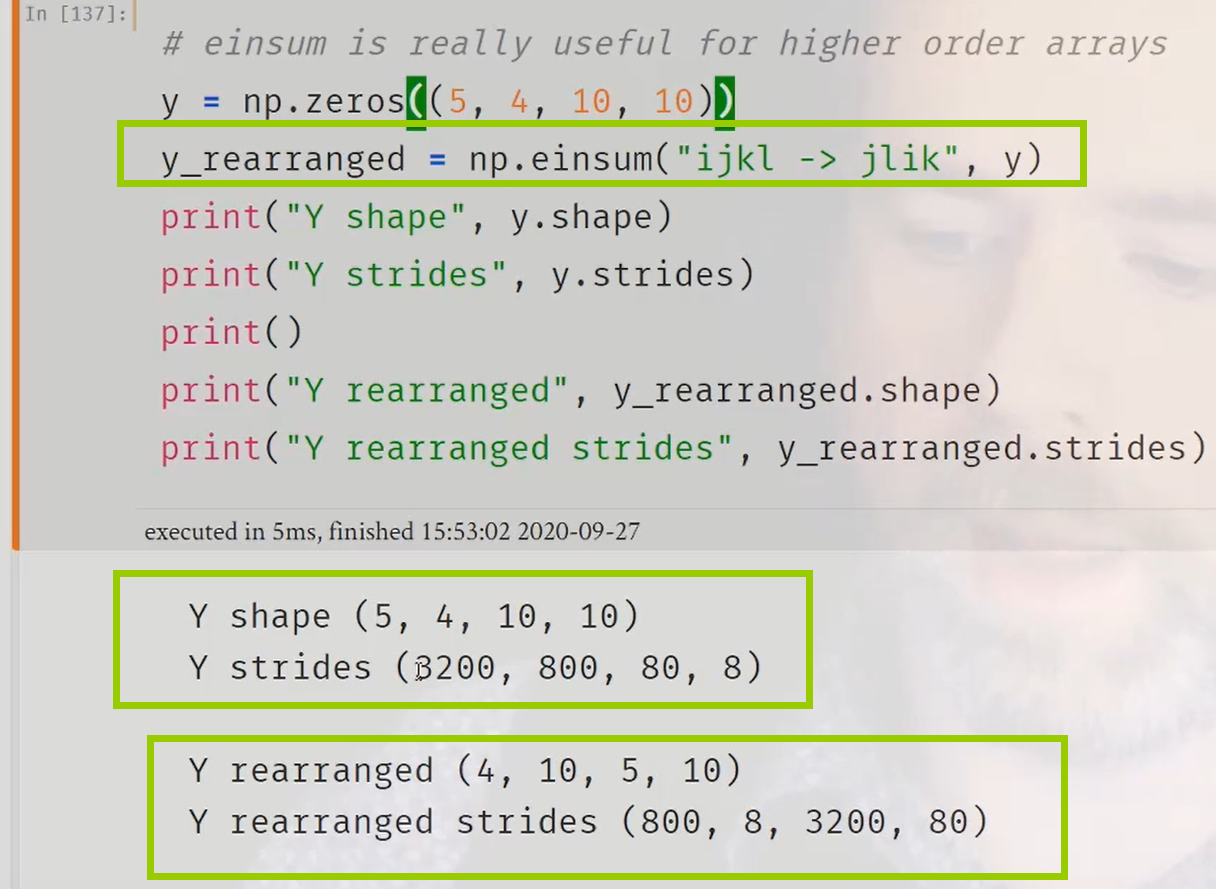 In [137]:
# einsum is really useful for higher order arrays
y = np.zeros((5, 4, 10, 10))
y_rearranged = np.einsum("ijkl -> jlik", y)
print("Y shape", y.shape)
print("Y strides", y.strides)
print()
print("Y rearranged", y_rearranged.shape)
print("Y rearranged strides", y_rearranged.strides)
executed in 5ms, finished 15:53:02 2020-09-27
Y shape (5, 4, 10, 10)
Y strides (3200, 800, 80, 8)
Y rearranged (4, 10, 5, 10)
Y rearranged strides (800, 8, 3200, 80)